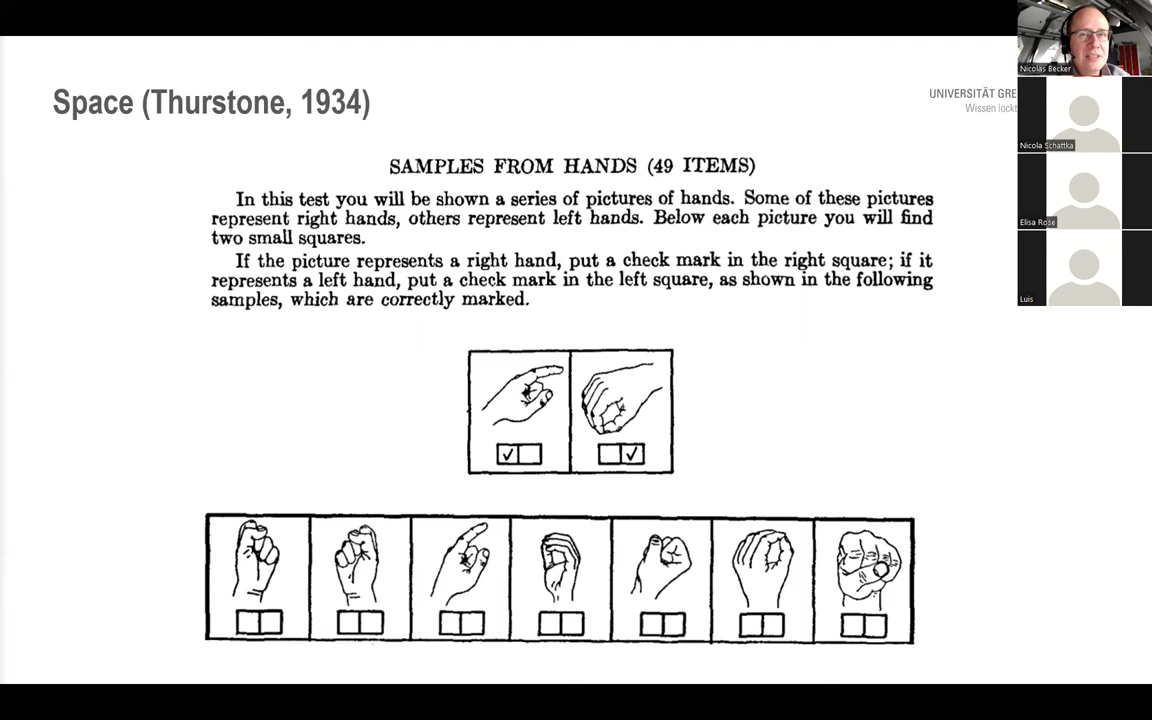 Space (Thurstone, 1934)
UNIVERSITÄT GRE
Wissen lockt
SAMPLES FROM HANDS (49 ITEMS)
In this test you will be shown a series of pictures of hands. Some of these pictures
represent right hands, others represent left hands. Below each picture you will find
two small squares.
If the picture represents a right hand, put a check mark in the right square; if it
represents a left hand, put a check mark in the left square, as shown in the following
samples, which are correctly marked.
Nicolas Becker
Nicola Schattka
Elisa Rose
Luis